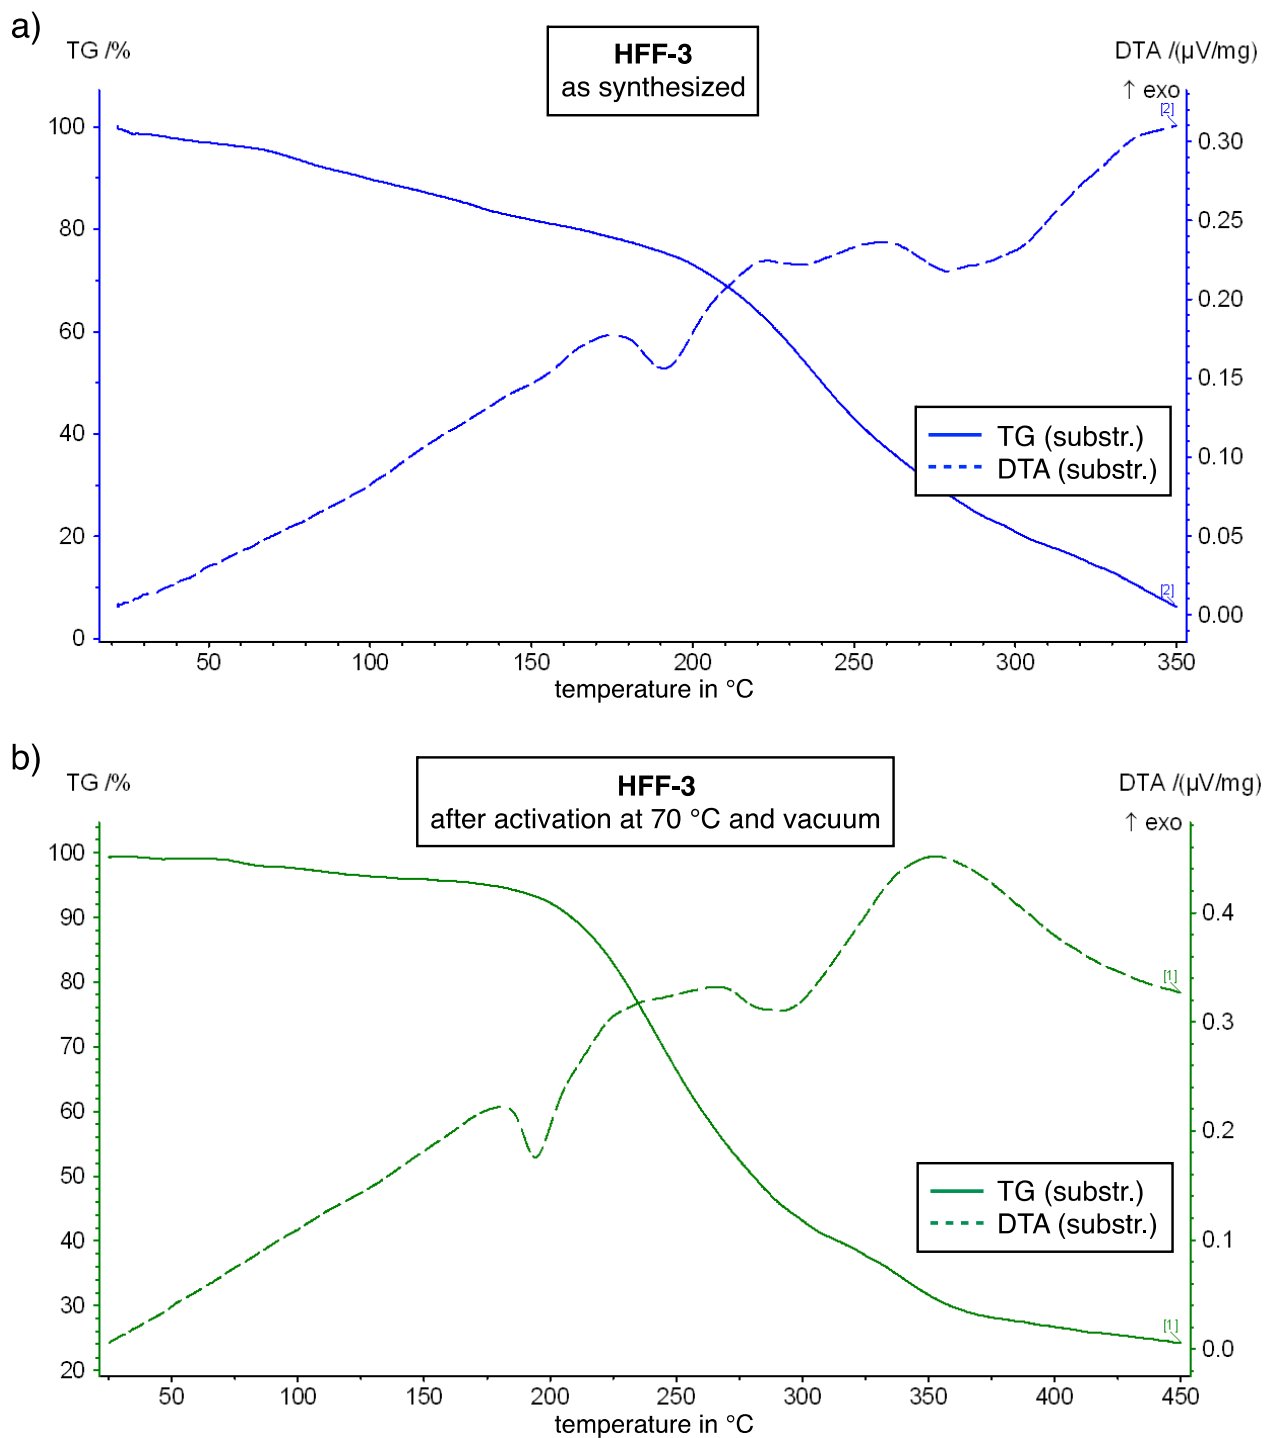 a)
TG /%
HFF-3
as synthesized
DTA /(µV/mg)
↑ exo
[2]
100
80
60
40
20
0
0.30
0.25
0.20
0.15
0.10
0.05
0.00
TG (substr.)
DTA (substr.)
[2]
50 100 150 200 250 300 350
temperature in °C
b)
TG /%
HFF-3
after activation at 70 °C and vacuum
DTA /(µV/mg)
↑ exo
100
90
80
70
60
50
40
30
20
0.4
0.3
0.2
0.1
0.0
[1]
TG (substr.)
DTA (substr.)
[1]
50 100 150 200 250 300 350 400 450
temperature in °C